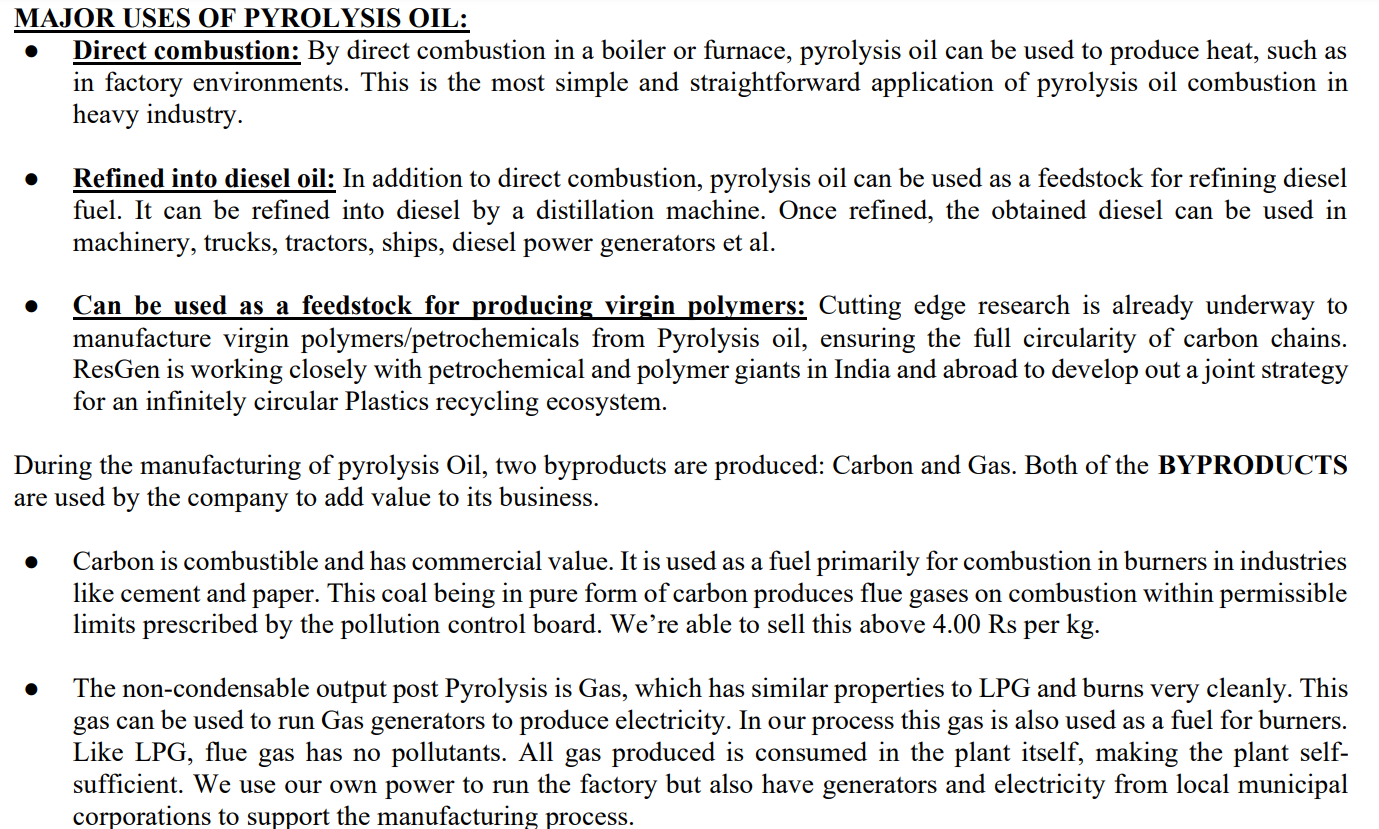 MAJOR USES OF PYROLYSIS OIL:
● Direct combustion: By direct combustion in a boiler or furnace, pyrolysis oil can be used to produce heat, such as
in factory environments. This is the most simple and straightforward application of pyrolysis oil combustion in
heavy industry.
● Refined into diesel oil: In addition to direct combustion, pyrolysis oil can be used as a feedstock for refining diesel
fuel. It can be refined into diesel by a distillation machine. Once refined, the obtained diesel can be used in
machinery, trucks, tractors, ships, diesel power generators et al.
● Can be used as a feedstock for producing virgin polymers: Cutting edge research is already underway to
manufacture virgin polymers/petrochemicals from Pyrolysis oil, ensuring the full circularity of carbon chains.
ResGen is working closely with petrochemical and polymer giants in India and abroad to develop out a joint strategy
for an infinitely circular Plastics recycling ecosystem.
During the manufacturing of pyrolysis Oil, two byproducts are produced: Carbon and Gas. Both of the BYPRODUCTS
are used by the company to add value to its business.
● Carbon is combustible and has commercial value. It is used as a fuel primarily for combustion in burners in industries
like cement and paper. This coal being in pure form of carbon produces flue gases on combustion within permissible
limits prescribed by the pollution control board. We’re able to sell this above 4.00 Rs per kg.
● The non-condensable output post Pyrolysis is Gas, which has similar properties to LPG and burns very cleanly. This
gas can be used to run Gas generators to produce electricity. In our process this gas is also used as a fuel for burners.
Like LPG, flue gas has no pollutants. All gas produced is consumed in the plant itself, making the plant self-
sufficient. We use our own power to run the factory but also have generators and electricity from local municipal
corporations to support the manufacturing process.